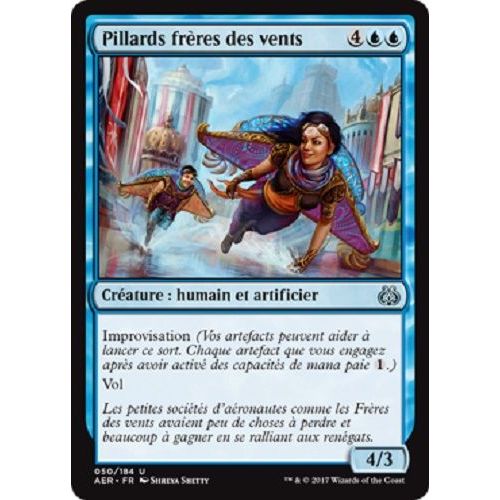 Pillards frères des vents 4
Créature : humain et artificier
Improvisation (Vos artefacts peuvent aider à
lancer ce sort. Chaque artefact que vous engagez
après avoir activé des capacités de mana paie 1.)
Vol
Les petites sociétés d'aéronautes comme les Frères
des vents avaient peu de choses à perdre et
beaucoup à gagner en se ralliant aux renégats.
4/3
050/184 U
AER • FR Shreya Shetty
™ & © 2017 Wizards of the Coast